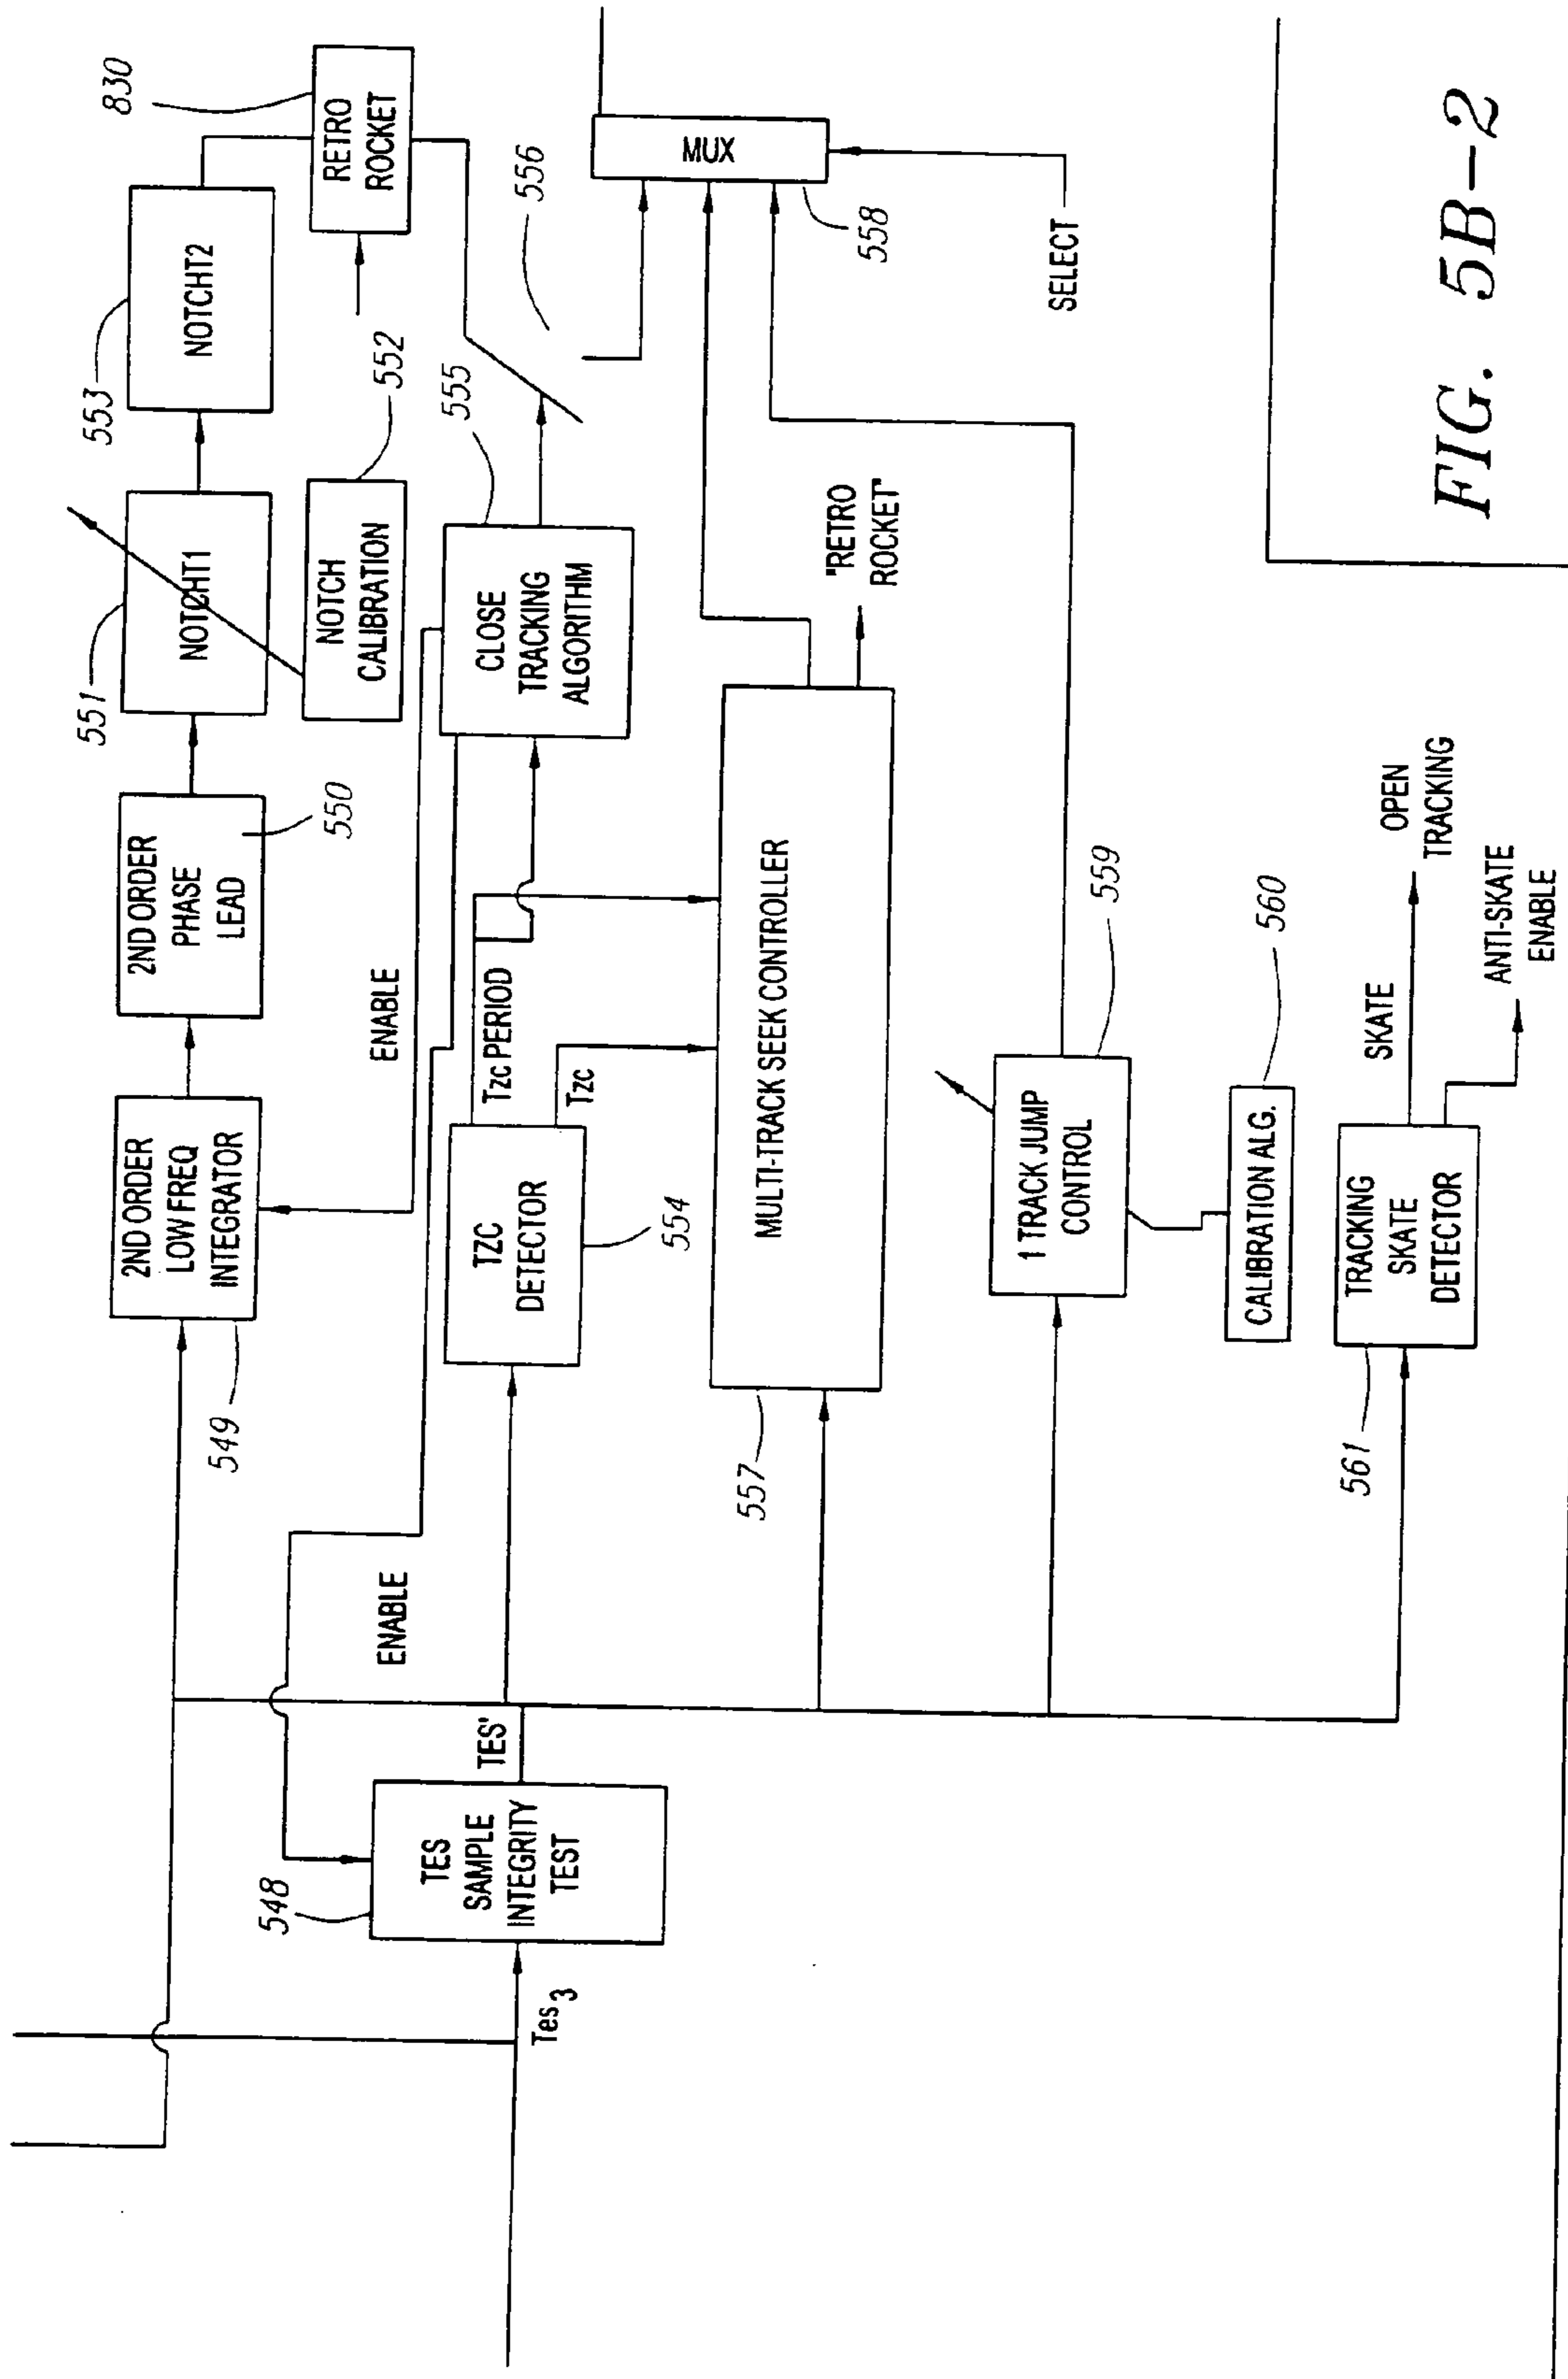 553
830
551
NOTCHT2
2ND ORDER
PHASE
LEAD
NOTCHT1
RETRO
ROCKET
2ND ORDER
LOW FREQ
INTEGRATOR
550
552
549
NOTCH
CALIBRATION
556
ENABLE
555
548
ENABLE
CLOSE
TRACKING
ALGORITHM
MUX
TES
SAMPLE
INTEGRITY
TEST
TES'
TZC
DETECTOR
TZC PERIOD
TZC
Tes3
554
558
557
MULTI-TRACK SEEK CONTROLLER
"RETRO
ROCKET"
SELECT
1 TRACK JUMP
CONTROL
559
CALIBRATION ALG.
560
561
TRACKING
SKATE
DETECTOR
SKATE
OPEN
TRACKING
ANTI-SKATE
ENABLE
FIG. 5B-2